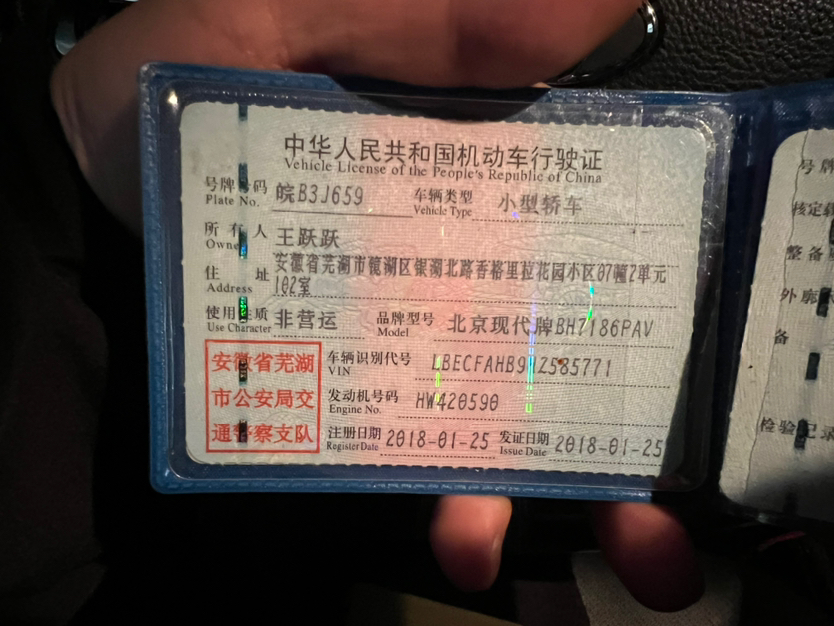 中华人民共和国机动车行驶证
Vehicle License of the People's Republic of China
号牌号码 皖B3J659 车辆类型 小型轿车
Plate No. Vehicle Type
所有人 王跃跃
Owner
住址 安徽省芜湖市镜湖区银湖北路香格里拉花园小区07幢2单元
Address 102室
使用性质 非营运 品牌型号 北京现代牌BH7186PAV
Use Character Model
安徽省芜湖
市公安局交
通警察支队
车辆识别代号
VIN
发动机号码 HW420590
Engine No.
注册日期 2018-01-25 发证日期 2018-01-25
Register Date Issue Date
号牌
核定
整备
外廓
备
检验记录